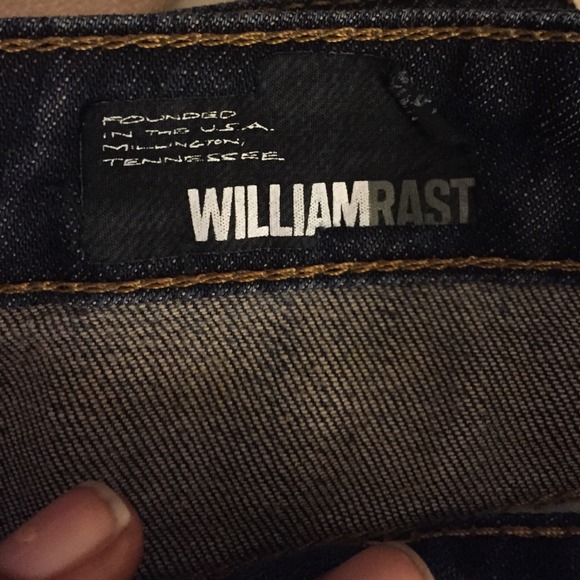 FOUNDED
IN THE U.S.A.
MILLINGTON,
TENNESSEE
WILLIAMRAST